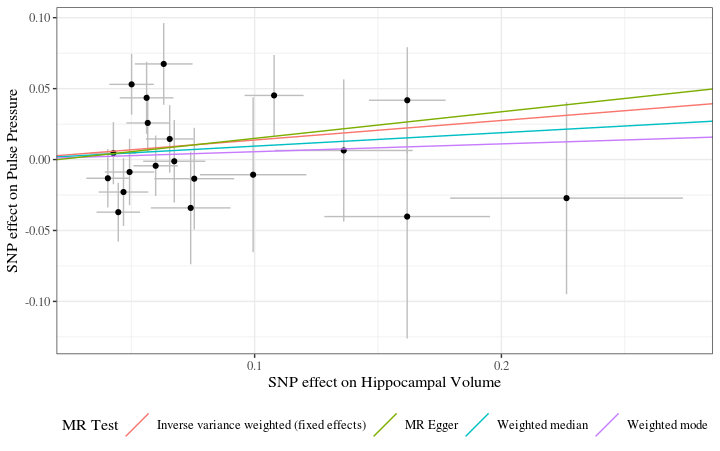 0.10
0.05
0.00
-0.05
-0.10
SNP effect on Pulse Pressure
0.1
0.2
SNP effect on Hippocampal Volume
MR Test
Inverse variance weighted (fixed effects)
MR Egger
Weighted median
Weighted mode